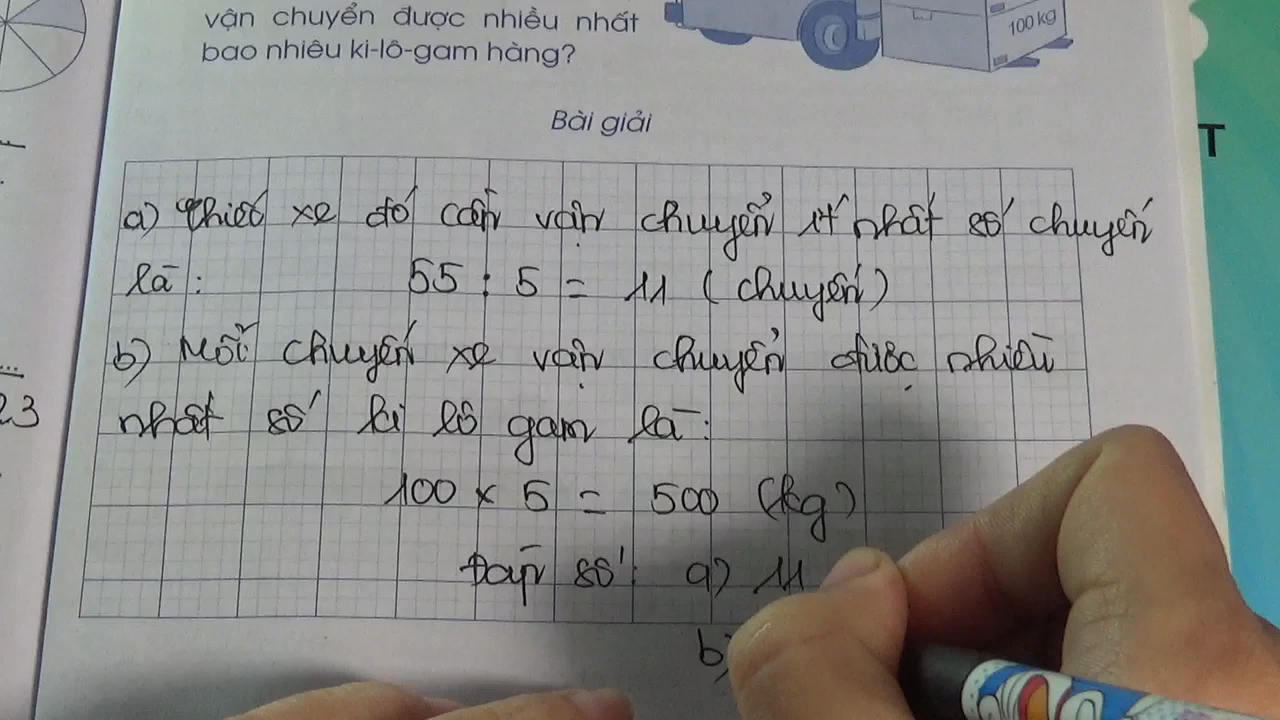 vận chuyển được nhiều nhất
bao nhiêu ki-lô-gam hàng?
100 kg
Bài giải
T
a) Chiếc xe đó cần vận chuyển ít nhất số chuyến
là: 55 : 5 = 11 (chuyến)
b) Mỗi chuyến xe vận chuyển được nhiều
nhất số ki lô gam là:
100 x 5 = 500 (kg)
Đáp số: a) 11
b)
...
23